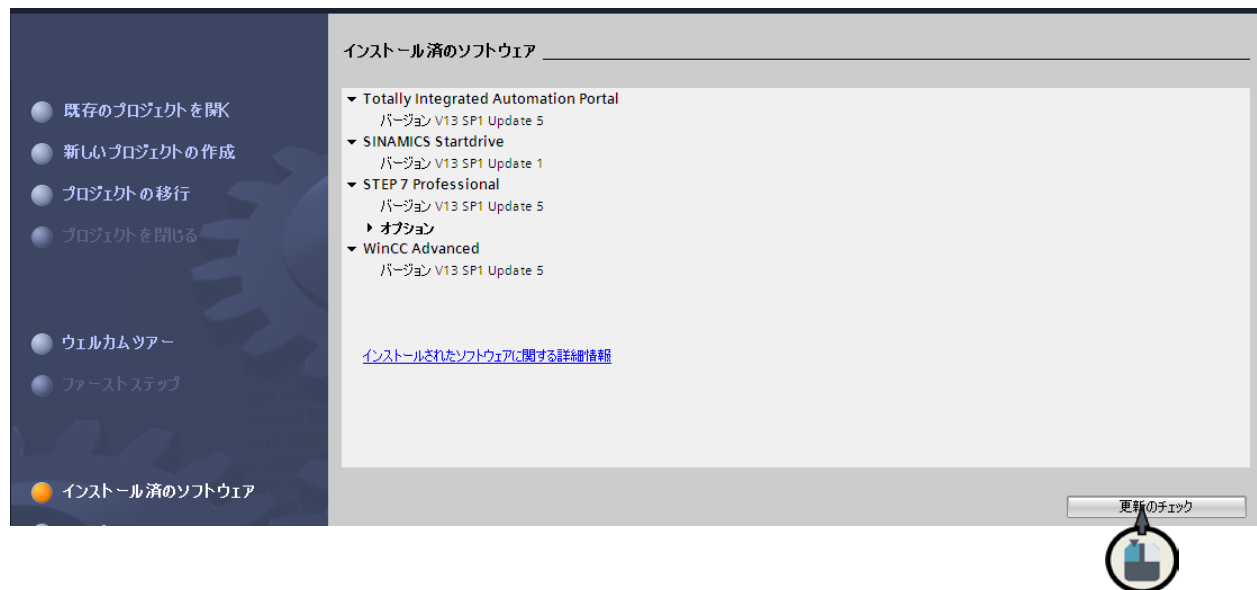 インストール済のソフトウェア
既存のプロジェクトを開く
新しいプロジェクトの作成
プロジェクトの移行
プロジェクトを閉じる
ウェルカムツアー
ファーストステップ
インストール済のソフトウェア
Totally Integrated Automation Portal
バージョン V13 SP1 Update 5
SINAMICS Startdrive
バージョン V13 SP1 Update 1
STEP 7 Professional
バージョン V13 SP1 Update 5
オプション
WinCC Advanced
バージョン V13 SP1 Update 5
インストールされたソフトウェアに関する詳細情報
更新のチェック